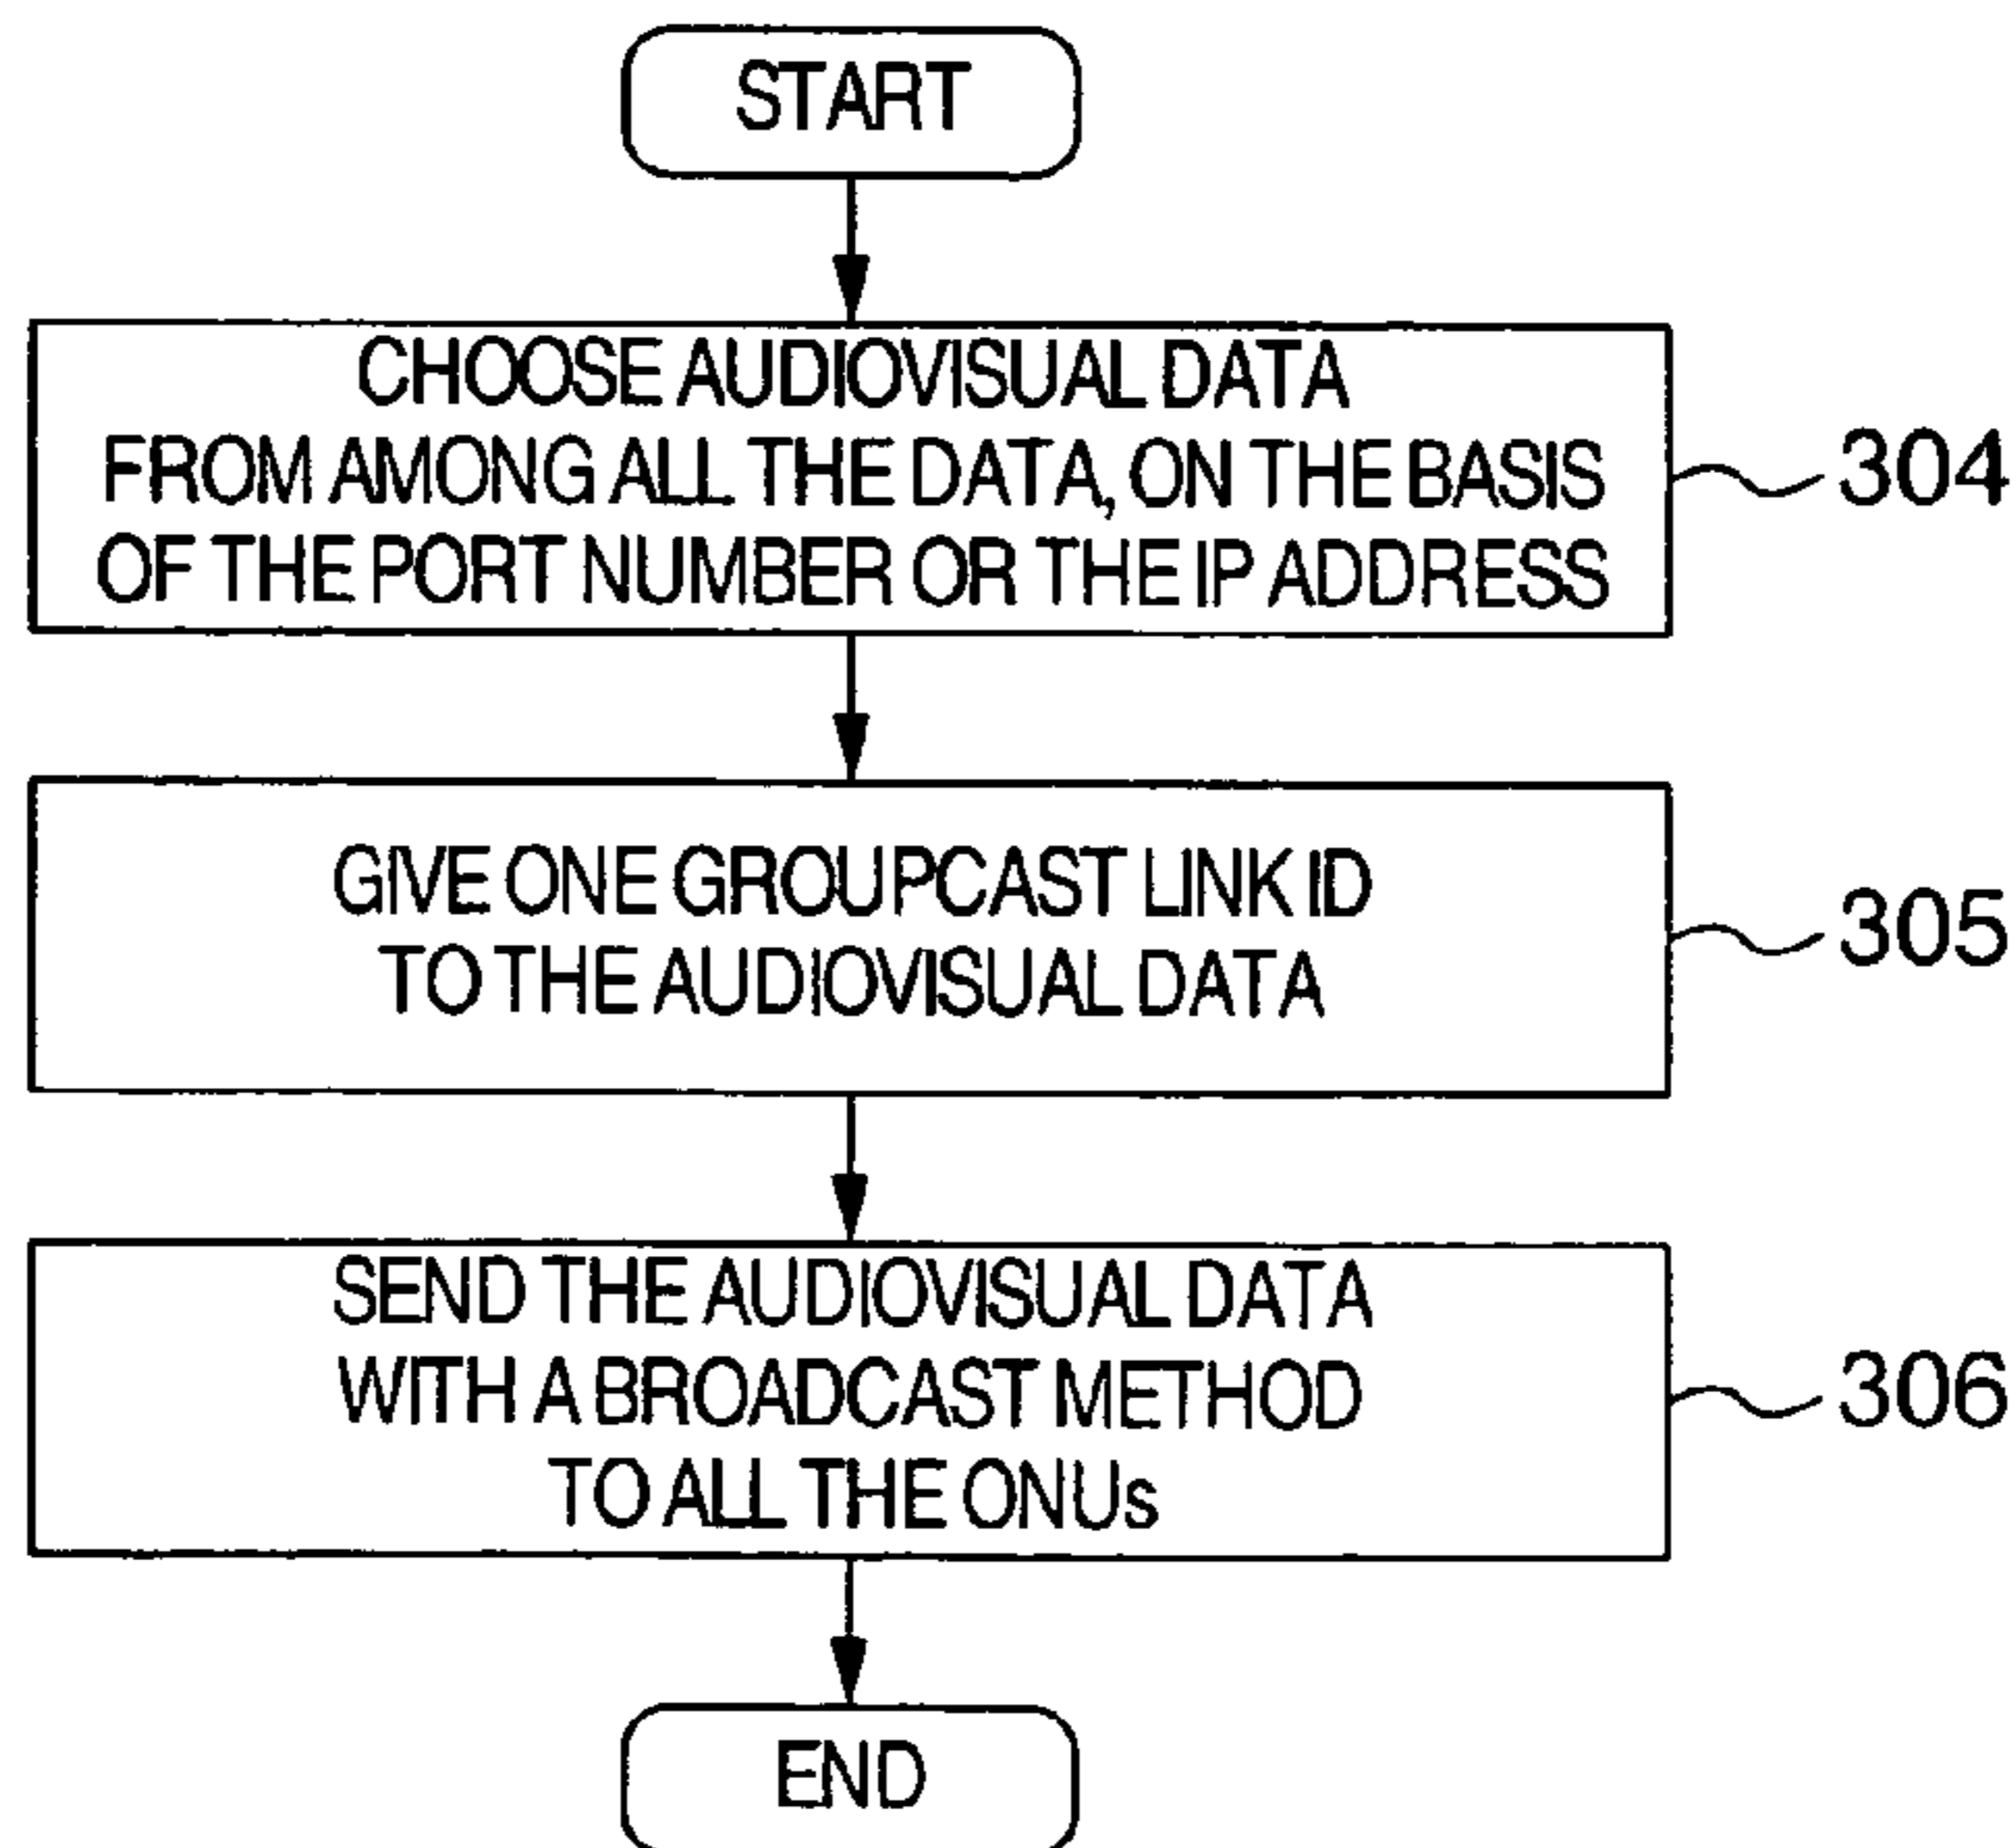 START
CHOOSE AUDIOVISUAL DATA
FROM AMONG ALL THE DATA, ON THE BASIS
OF THE PORT NUMBER OR THE IP ADDRESS
304
GIVE ONE GROUPCAST LINK ID
TO THE AUDIOVISUAL DATA
305
SEND THE AUDIOVISUAL DATA
WITH A BROADCAST METHOD
TO ALL THE ONUs
306
END